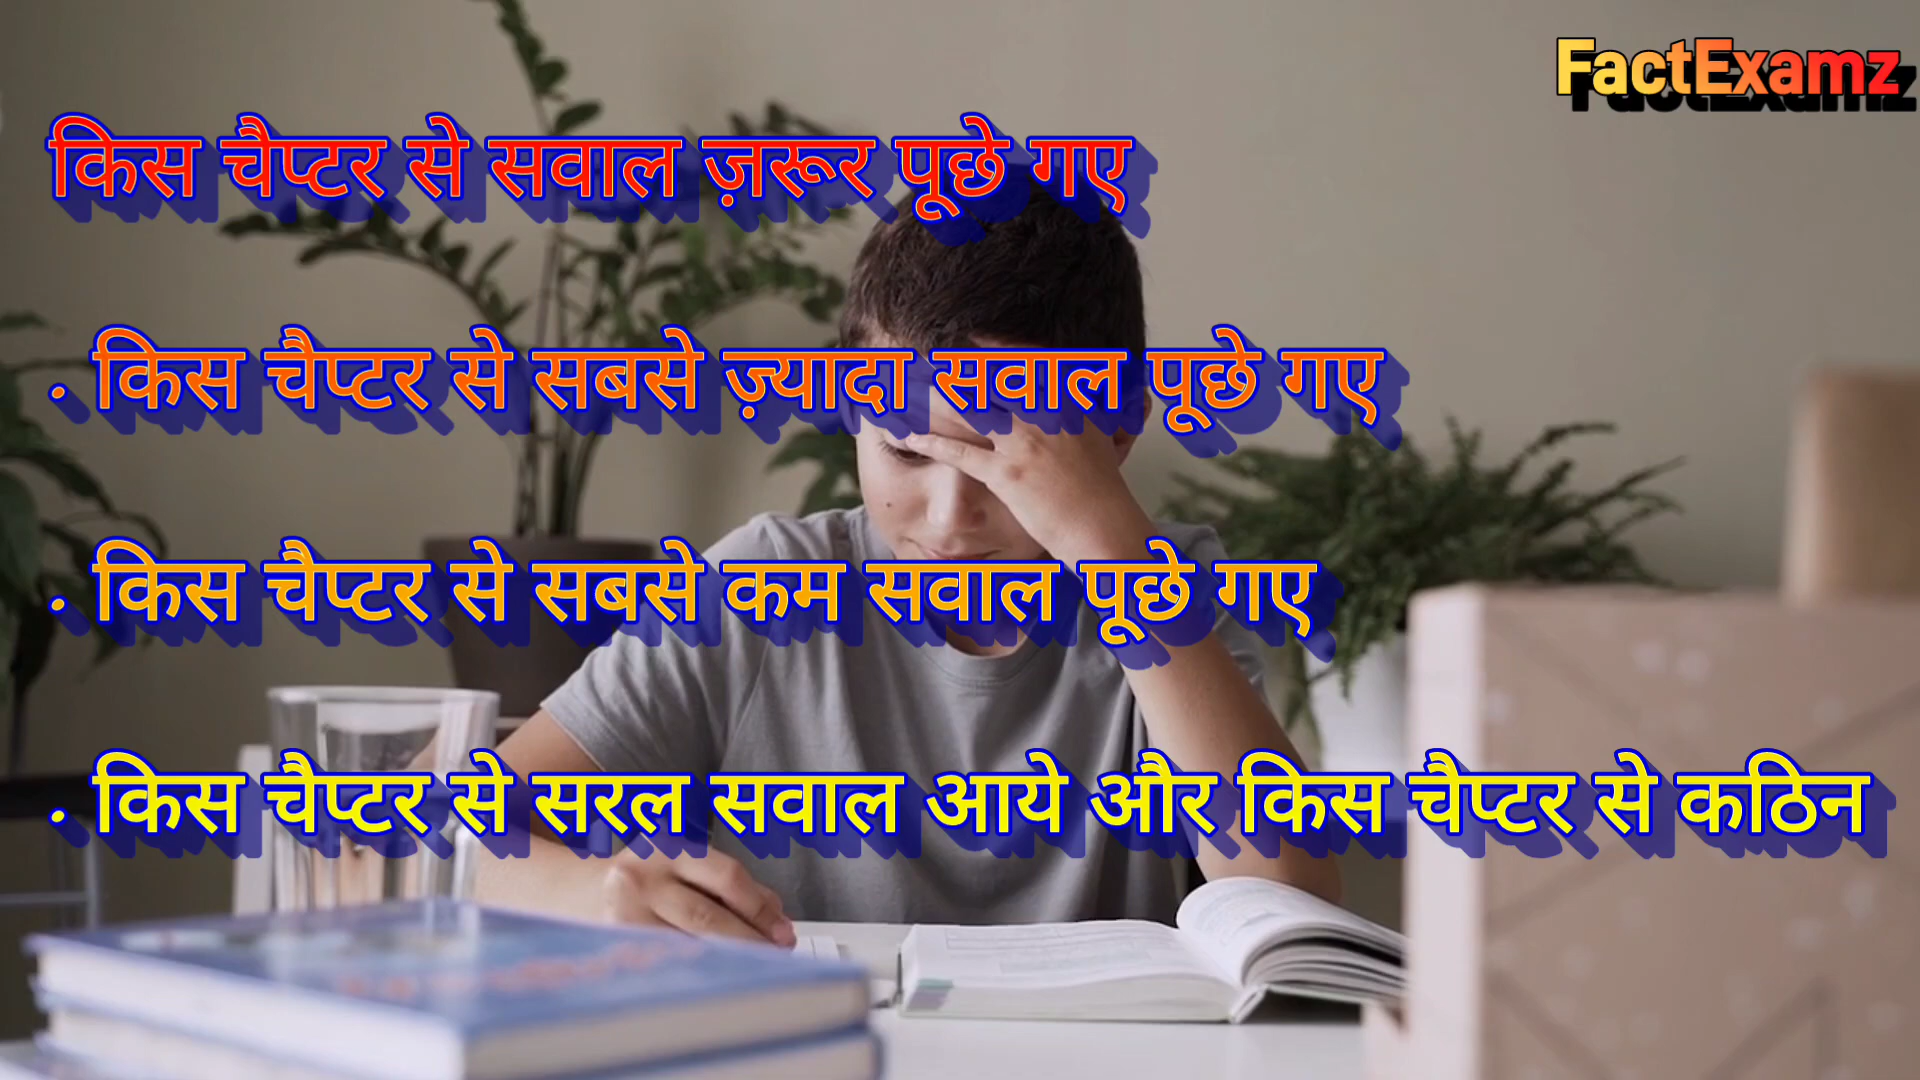 FactExamz
किस चैप्टर से सवाल ज़रूर पूछे गए
. किस चैप्टर से सबसे ज़्यादा सवाल पूछे गए
. किस चैप्टर से सबसे कम सवाल पूछे गए
. किस चैप्टर से सरल सवाल आये और किस चैप्टर से कठिन